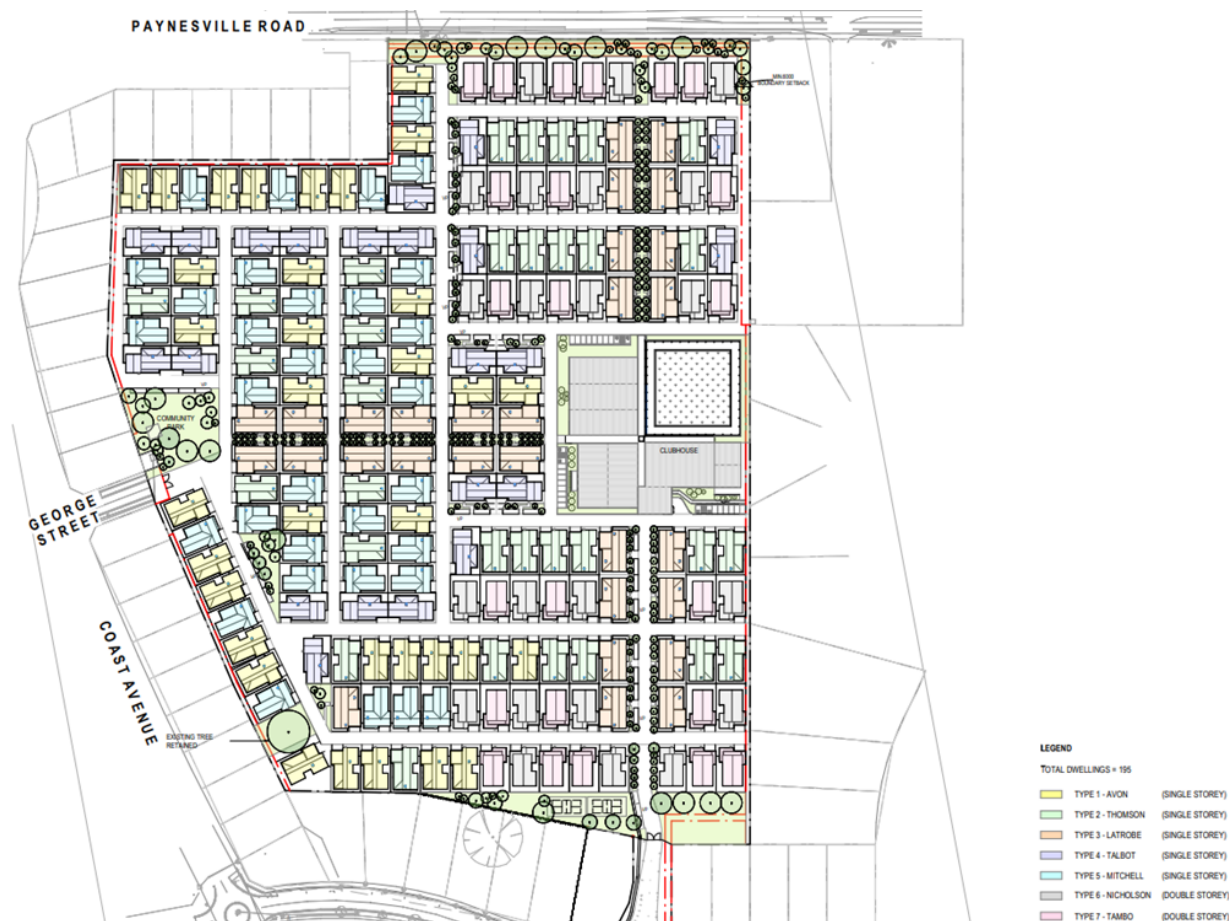 PAYNESVILLE ROAD
MIN 6000
BOUNDARY SETBACK
COMMUNITY
PARK
CLUBHOUSE
GEORGE
STREET
COAST AVENUE
EXISTING TREE
RETAINED
LEGEND
TOTAL DWELLINGS = 195
TYPE 1 - AVON (SINGLE STOREY)
TYPE 2 - THOMSON (SINGLE STOREY)
TYPE 3 - LATROBE (SINGLE STOREY)
TYPE 4 - TALBOT (SINGLE STOREY)
TYPE 5 - MITCHELL (SINGLE STOREY)
TYPE 6 - NICHOLSON (DOUBLE STOREY)
TYPE 7 - TAMBO (DOUBLE STOREY)